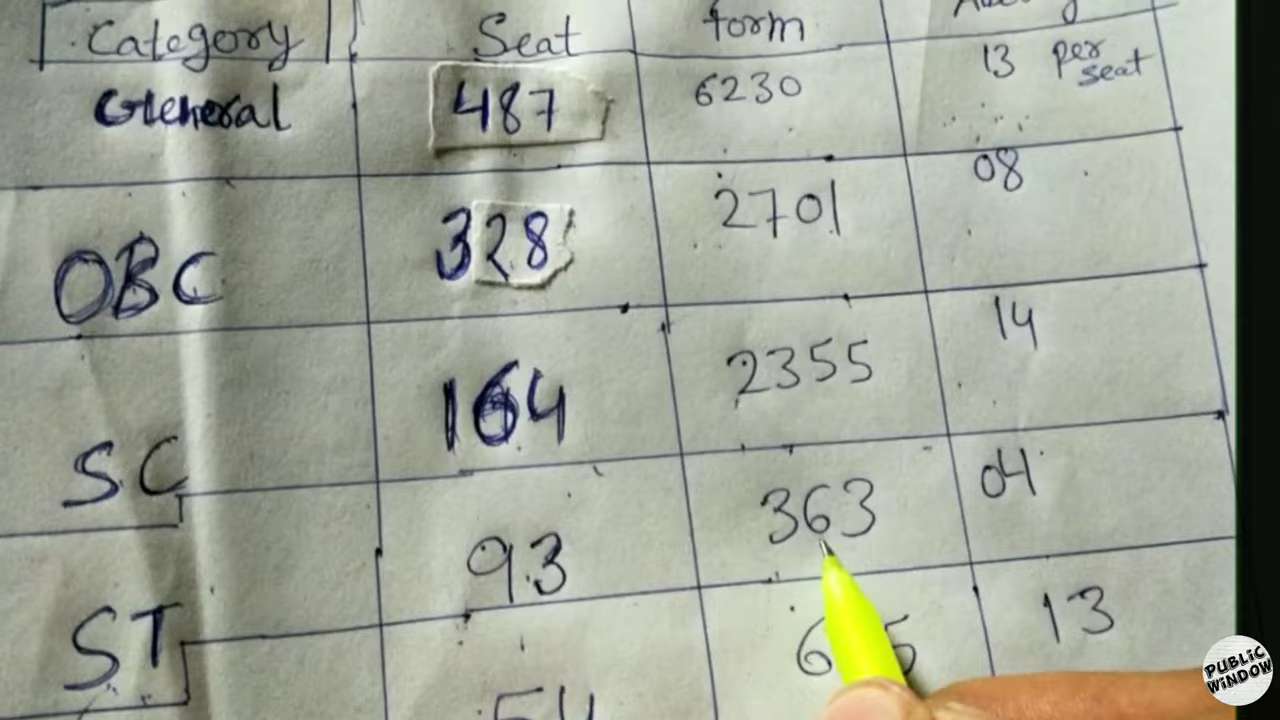 Category Seat form
General 487 6230 13 per seat
OBC 328 2701 08
SC 164 2355 14
ST 93 363 04
54 13
PUBLIC
WINDOW